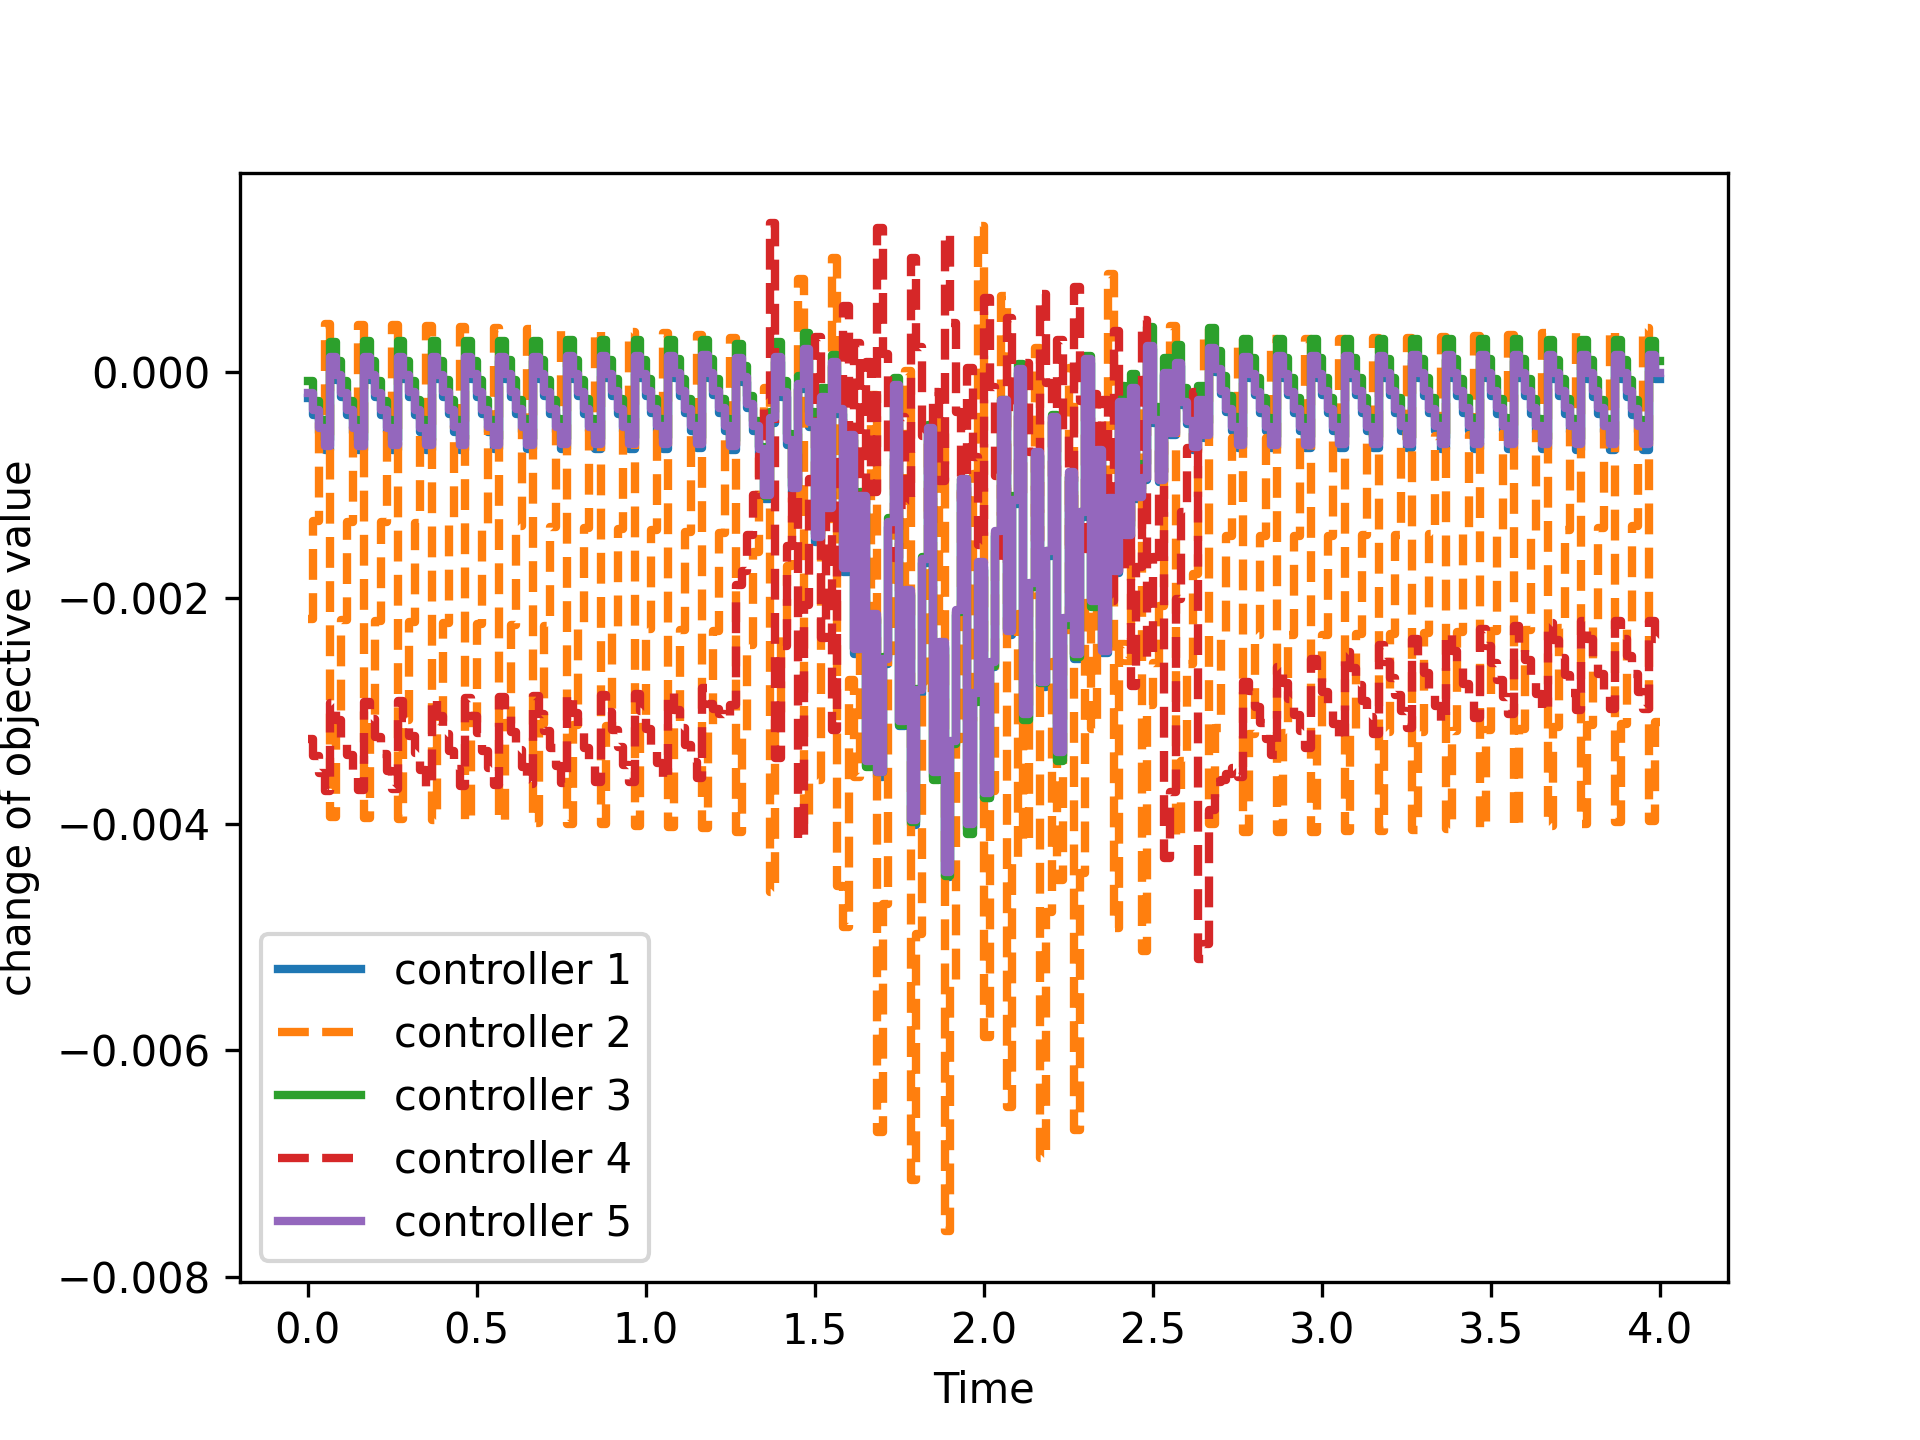 change of objective value
0.000
−0.002
−0.004
−0.006
−0.008
controller 1
controller 2
controller 3
controller 4
controller 5
0.0 0.5 1.0 1.5 2.0 2.5 3.0 3.5 4.0
Time